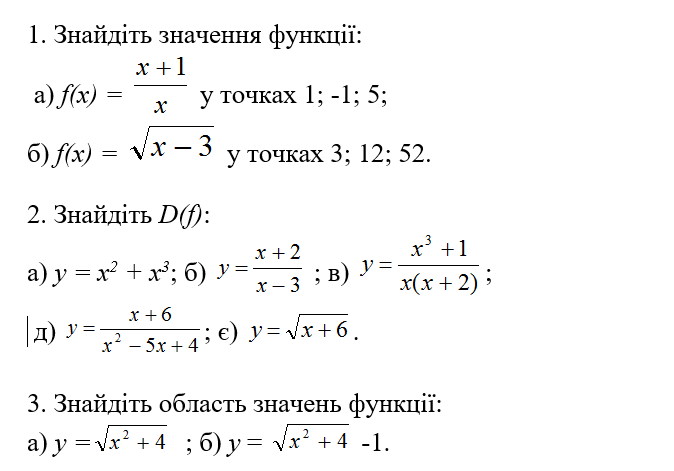 1. Знайдіть значення функції:
а) f(x) = (x + 1)/x у точках 1; -1; 5;
б) f(x) = √(x − 3) у точках 3; 12; 52.
2. Знайдіть D(f):
а) y = x² + x³; б) y = (x + 2)/(x − 3) ; в) y = (x³ + 1)/(x(x + 2)) ;
д) y = (x + 6)/(x² − 5x + 4) ; є) y = √(x + 6) .
3. Знайдіть область значень функції:
а) y = √(x² + 4) ; б) y = √(x² + 4) -1.